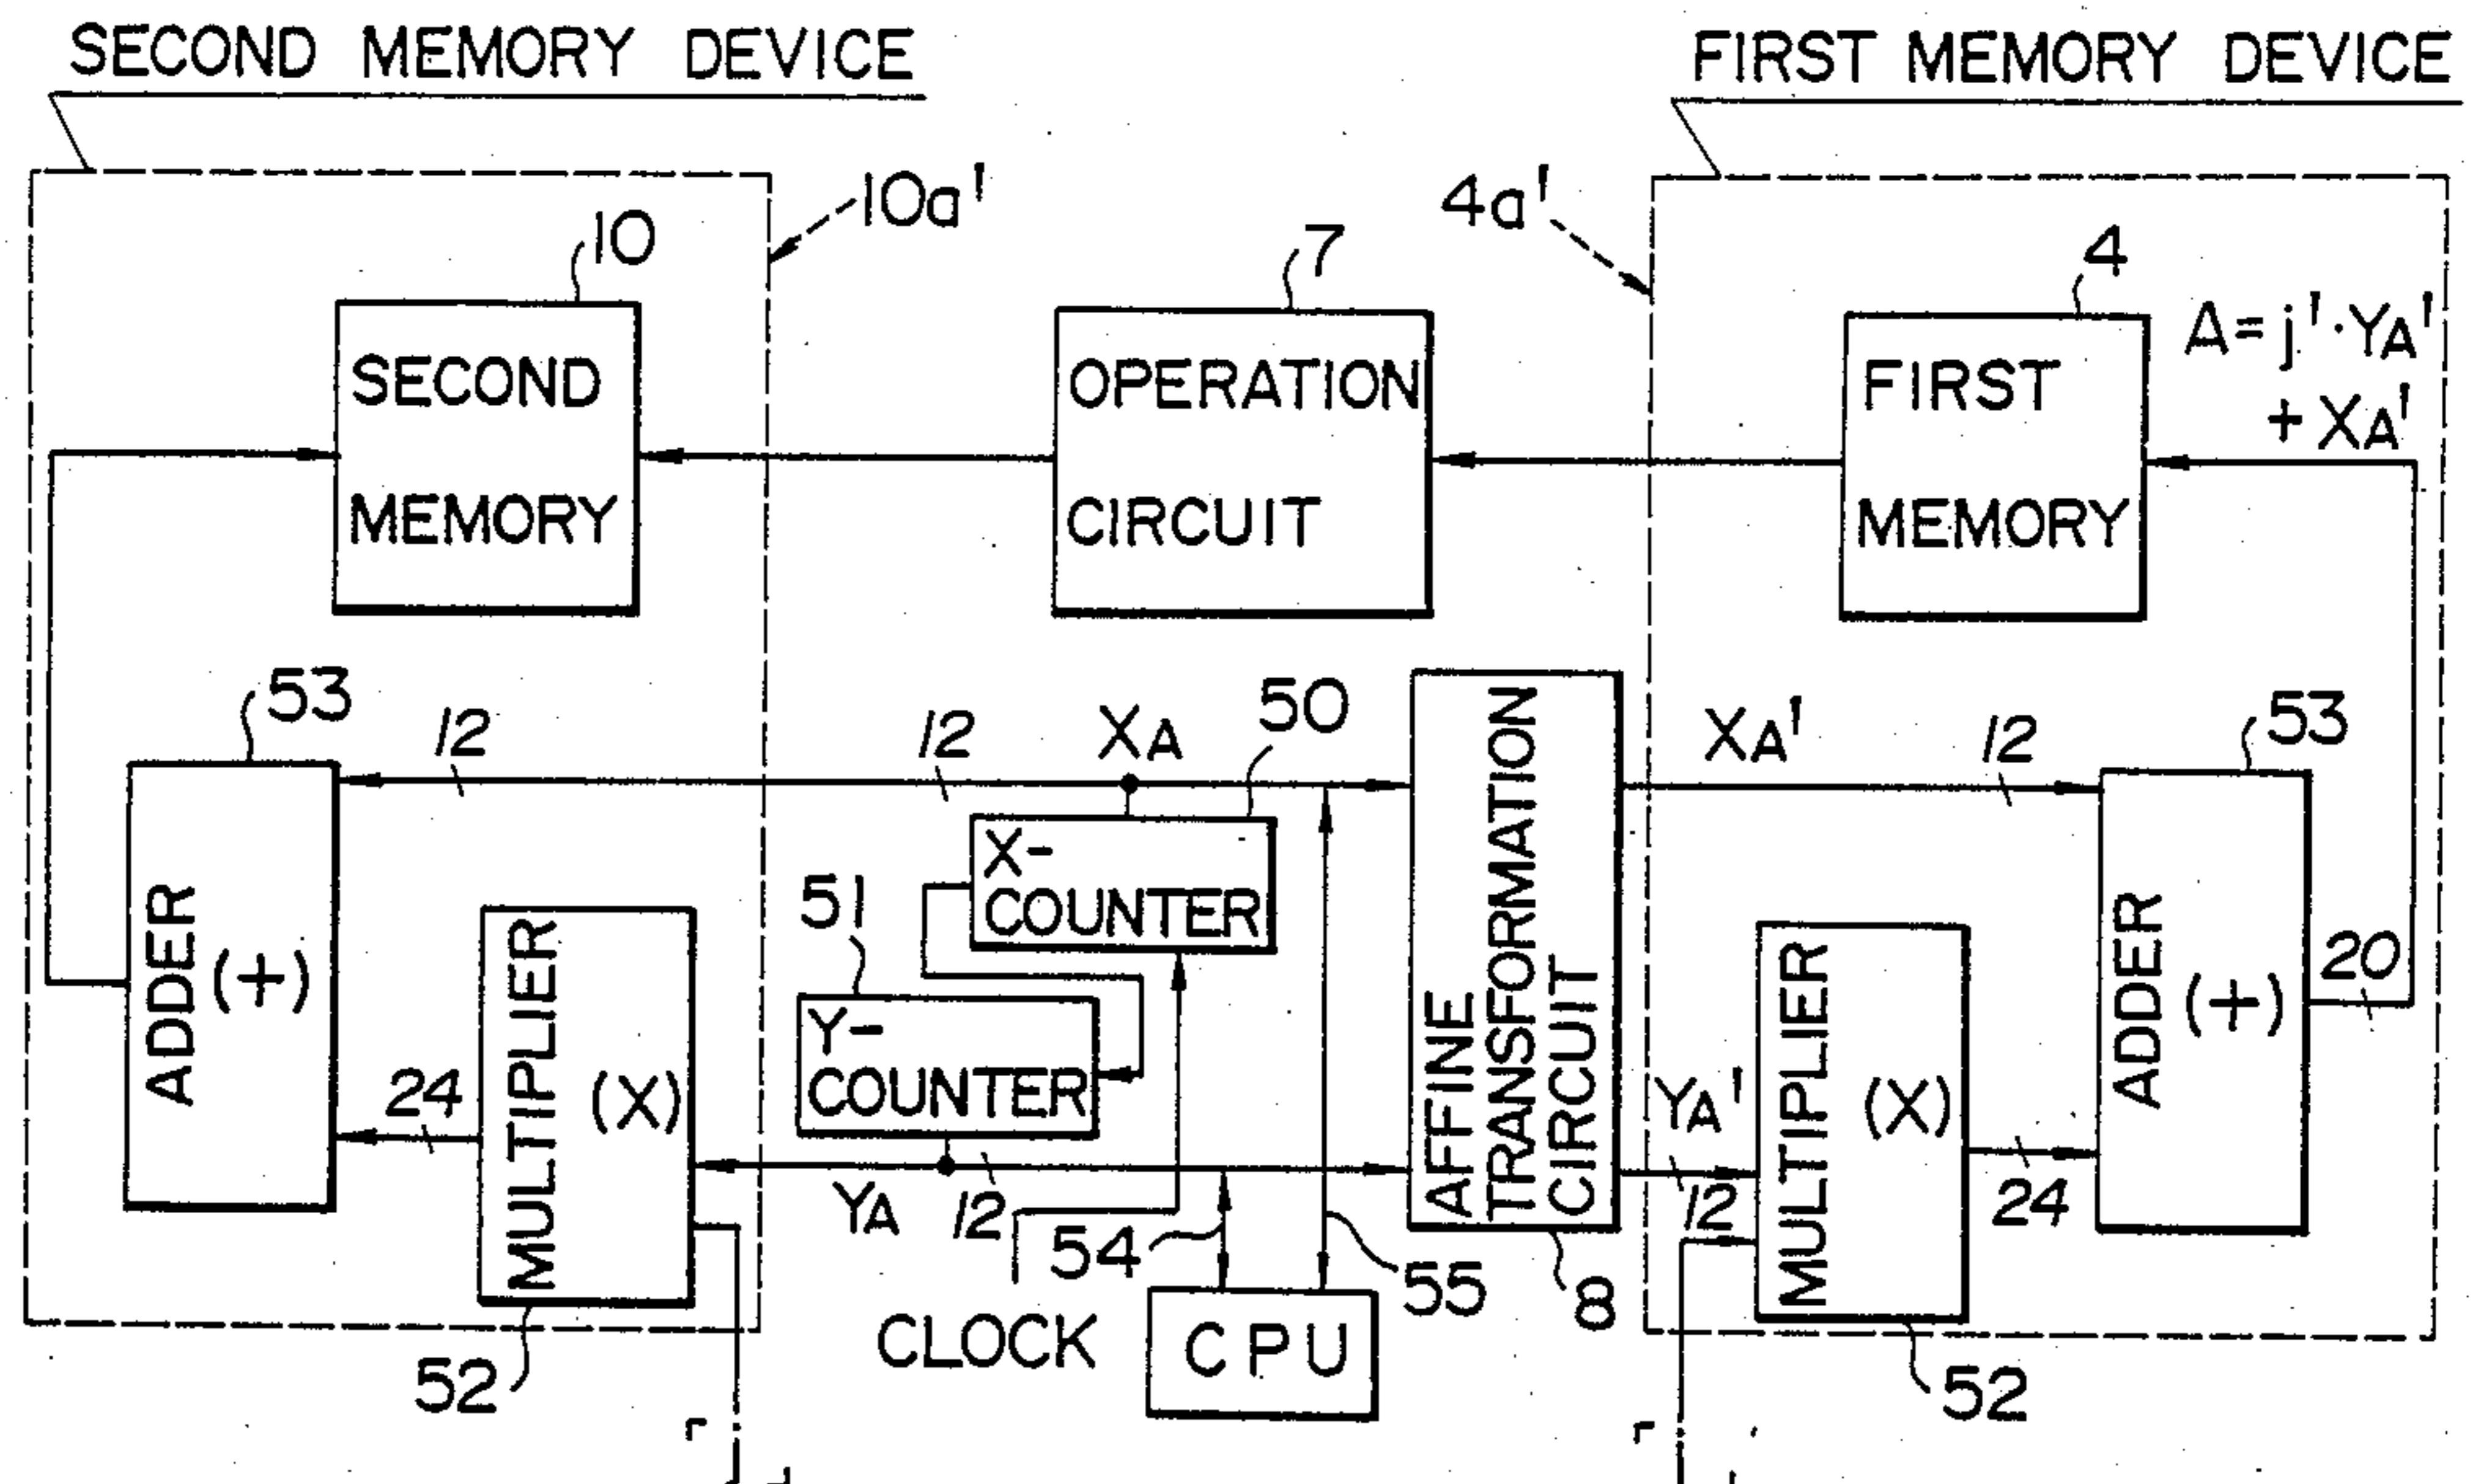 SECOND MEMORY DEVICE
FIRST MEMORY DEVICE
10a'
4a'
10
7
4
SECOND
MEMORY
OPERATION
CIRCUIT
FIRST
MEMORY
A=j'·YA'
+XA'
53
12
12
XA
50
XA'
12
53
ADDER
(+)
MULTIPLIER
(X)
24
51
X-
COUNTER
Y-
COUNTER
AFFINE
TRANSFORMATION
CIRCUIT
YA'
MULTIPLIER
(X)
ADDER
(+)
20
YA
12
54
55
8
12
24
CLOCK
CPU
52
52